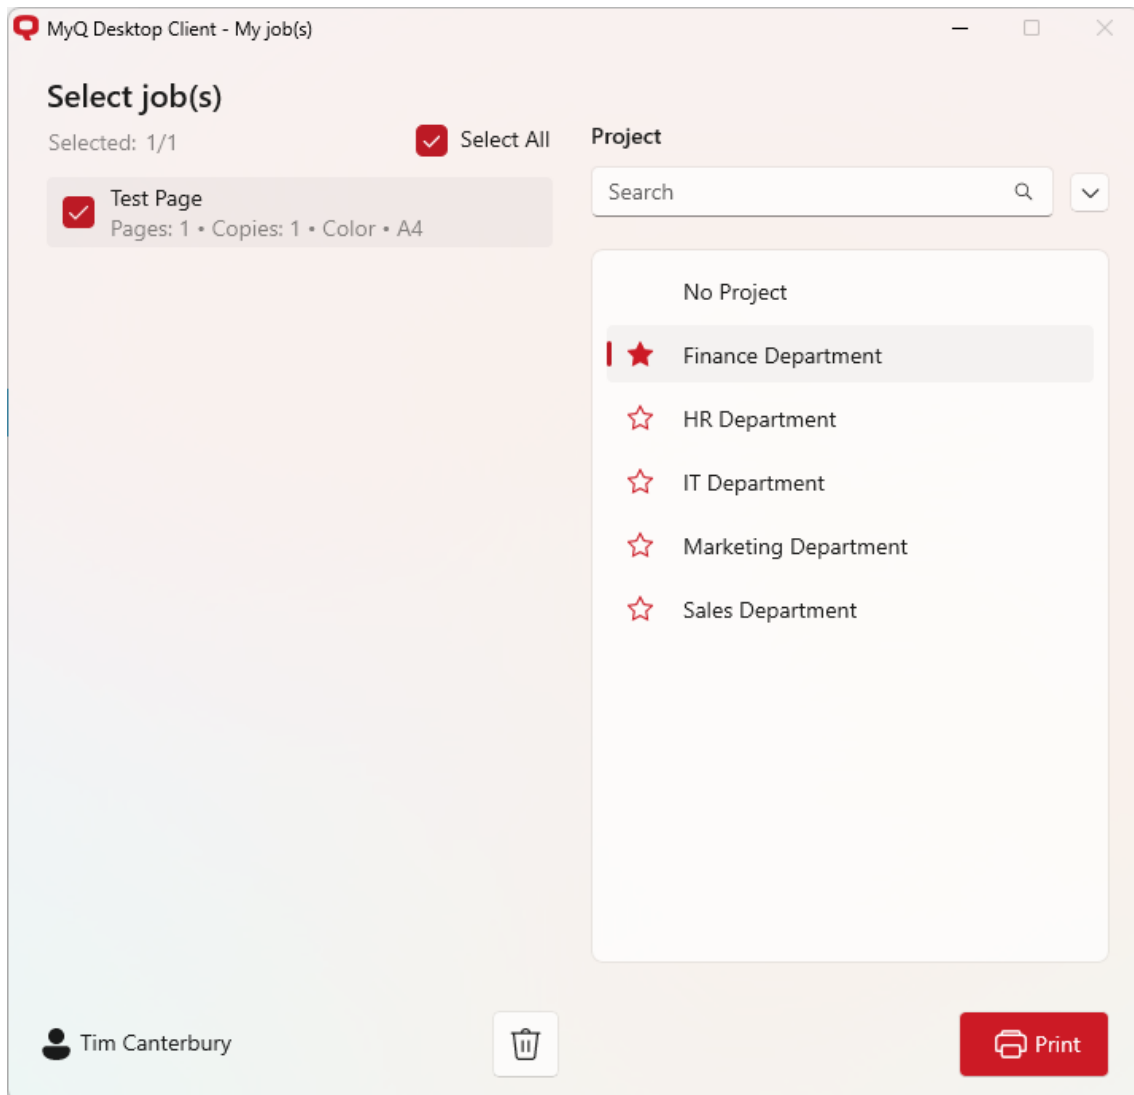 MyQ Desktop Client - My job(s)
Select job(s)
Selected: 1/1
Select All
Test Page
Pages: 1 • Copies: 1 • Color • A4
Project
Search
No Project
Finance Department
HR Department
IT Department
Marketing Department
Sales Department
Tim Canterbury
Print